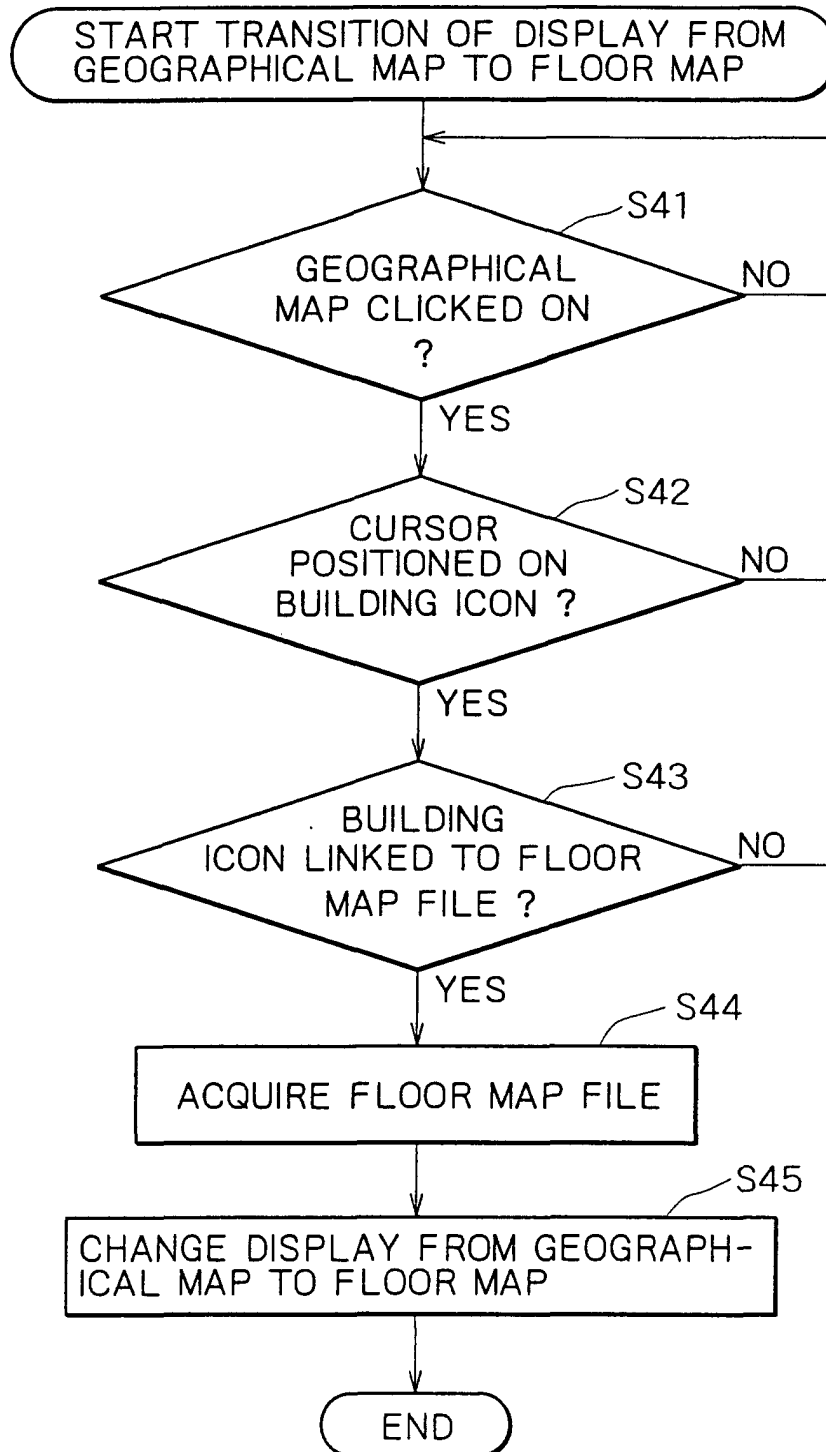 START TRANSITION OF DISPLAY FROM
GEOGRAPHICAL MAP TO FLOOR MAP
S41
GEOGRAPHICAL
MAP CLICKED ON
?
NO
YES
S42
CURSOR
POSITIONED ON
BUILDING ICON ?
NO
YES
S43
BUILDING
ICON LINKED TO FLOOR
MAP FILE ?
NO
YES
S44
ACQUIRE FLOOR MAP FILE
S45
CHANGE DISPLAY FROM GEOGRAPH-
ICAL MAP TO FLOOR MAP
END